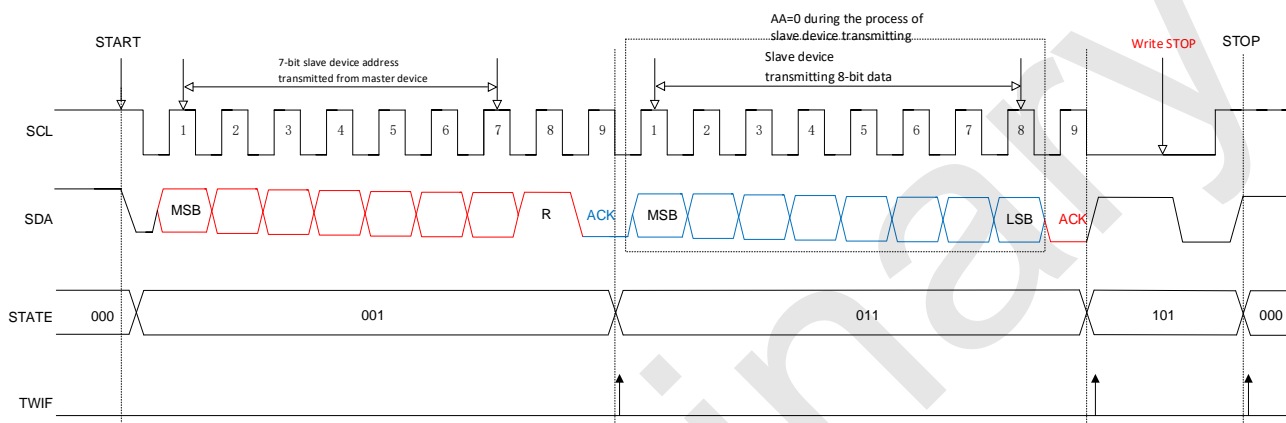 AA=0 during the process of
slave device transmitting
START
7-bit slave device address
transmitted from master device
Slave device
transmitting 8-bit data
Write STOP
STOP
SCL
1 2 3 4 5 6 7 8 9 1 2 3 4 5 6 7 8 9
SDA
MSB R ACK MSB LSB ACK
STATE
000 001 011 101 000
TWIF
inary